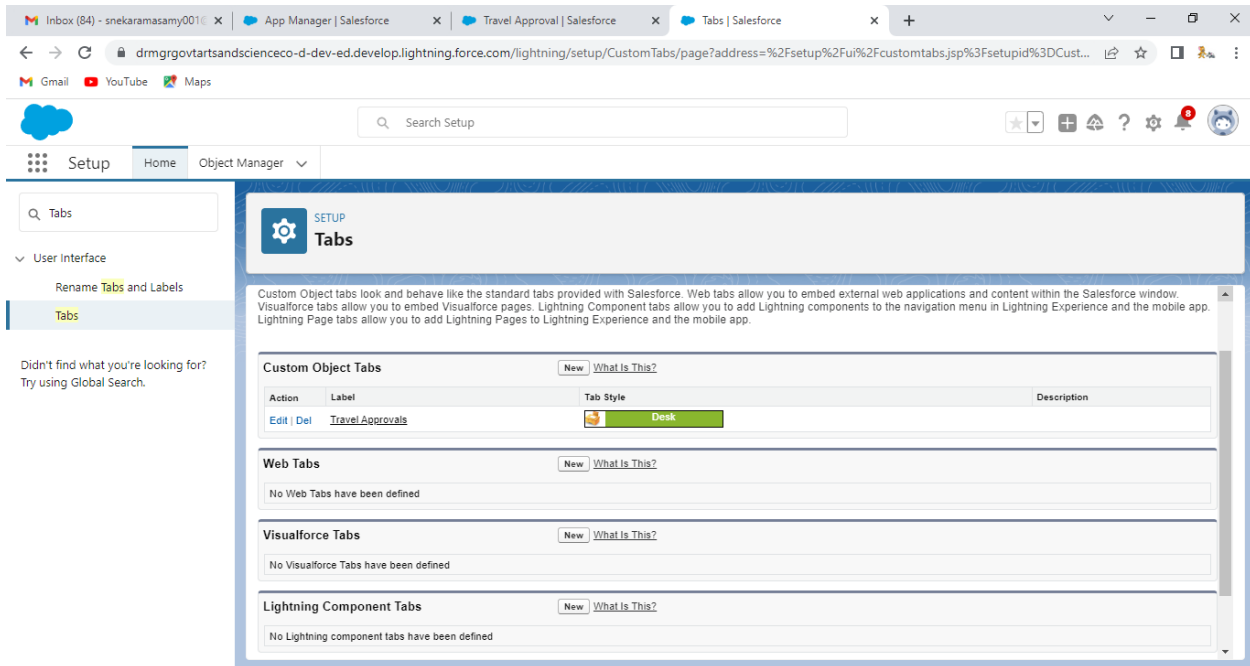 Inbox (84) - snekaramasamy001@
App Manager | Salesforce
Travel Approval | Salesforce
Tabs | Salesforce
drmgrgovtartsandscienceco-d-dev-ed.develop.lightning.force.com/lightning/setup/CustomTabs/page?address=%2Fsetup%2Fui%2Fcustomtabs.jsp%3Fsetupid%3DCust...
Gmail YouTube Maps
Search Setup
8
Setup Home Object Manager
Tabs
User Interface
Rename Tabs and Labels
Tabs
Didn't find what you're looking for?
Try using Global Search.
SETUP
Tabs
Custom Object tabs look and behave like the standard tabs provided with Salesforce. Web tabs allow you to embed external web applications and content within the Salesforce window.
Visualforce tabs allow you to embed Visualforce pages. Lightning Component tabs allow you to add Lightning components to the navigation menu in Lightning Experience and the mobile app.
Lightning Page tabs allow you to add Lightning Pages to Lightning Experience and the mobile app.
Custom Object Tabs New What Is This?
Action Label Tab Style Description
Edit | Del Travel Approvals Desk
Web Tabs New What Is This?
No Web Tabs have been defined
Visualforce Tabs New What Is This?
No Visualforce Tabs have been defined
Lightning Component Tabs New What Is This?
No Lightning component tabs have been defined